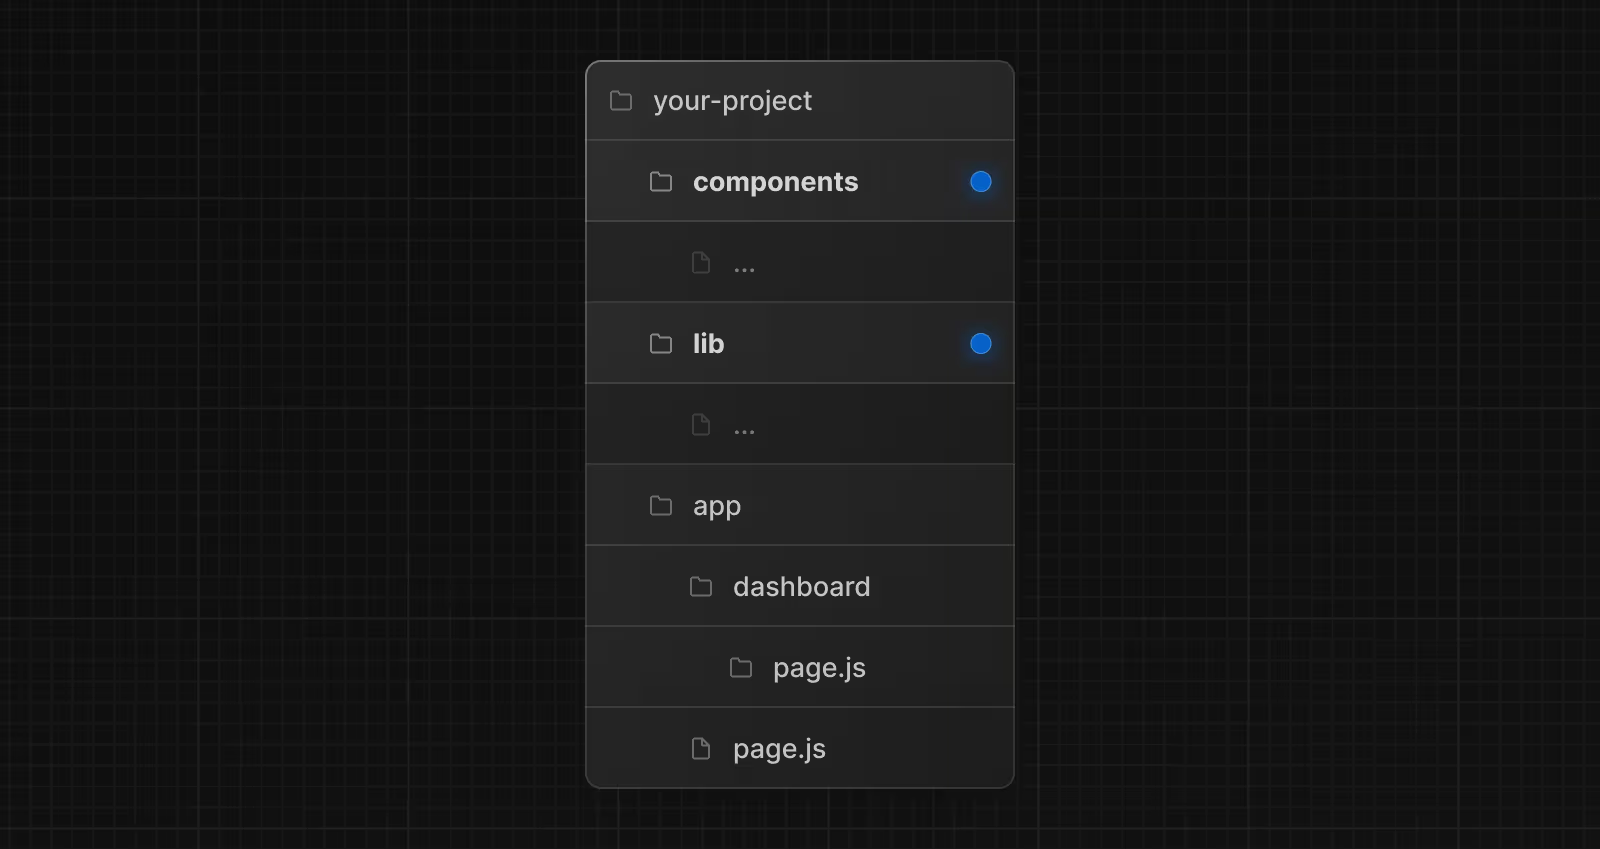 your-project
components
...
lib
...
app
dashboard
page.js
page.js